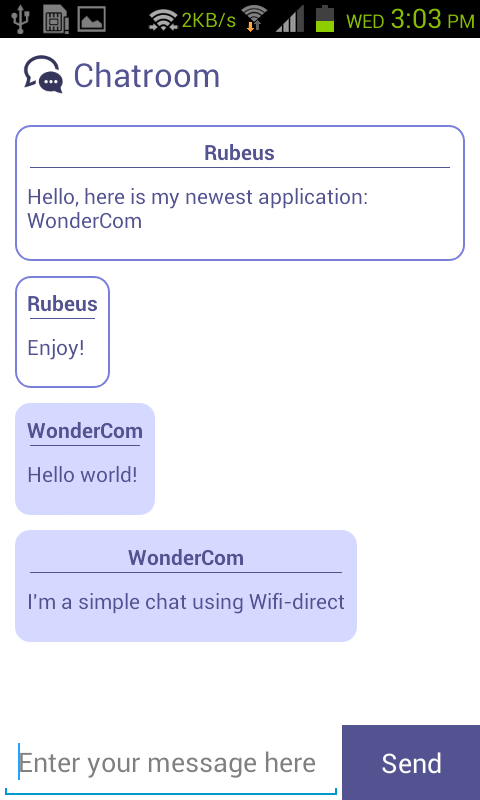 2KB/s WED 3:03 PM
Chatroom
Rubeus
Hello, here is my newest application:
WonderCom
Rubeus
Enjoy!
WonderCom
Hello world!
WonderCom
I'm a simple chat using Wifi-direct
Enter your message here Send